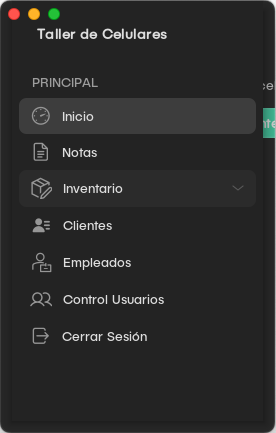 Taller de Celulares
PRINCIPAL
Inicio
Notas
Inventario
Clientes
Empleados
Control Usuarios
Cerrar Sesión